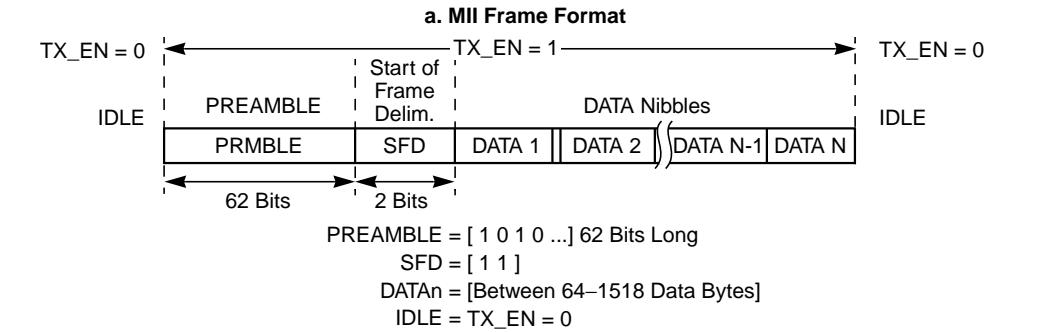 a. MII Frame Format
TX_EN = 0 TX_EN = 1 TX_EN = 0
Start of
Frame
Delim.
IDLE PREAMBLE DATA Nibbles IDLE
PRMBLE SFD DATA 1 DATA 2 DATA N-1 DATA N
62 Bits 2 Bits
PREAMBLE = [ 1 0 1 0 ...] 62 Bits Long
SFD = [ 1 1 ]
DATAn = [Between 64–1518 Data Bytes]
IDLE = TX_EN = 0